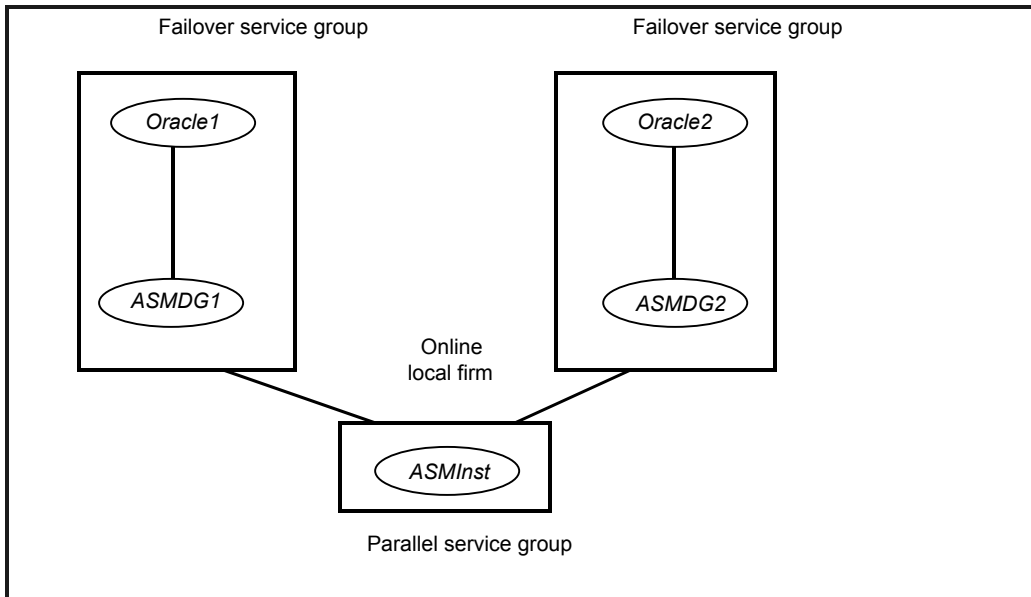 Failover service group
Failover service group
Oracle1
Oracle2
ASMDG1
ASMDG2
Online
local firm
ASMInst
Parallel service group